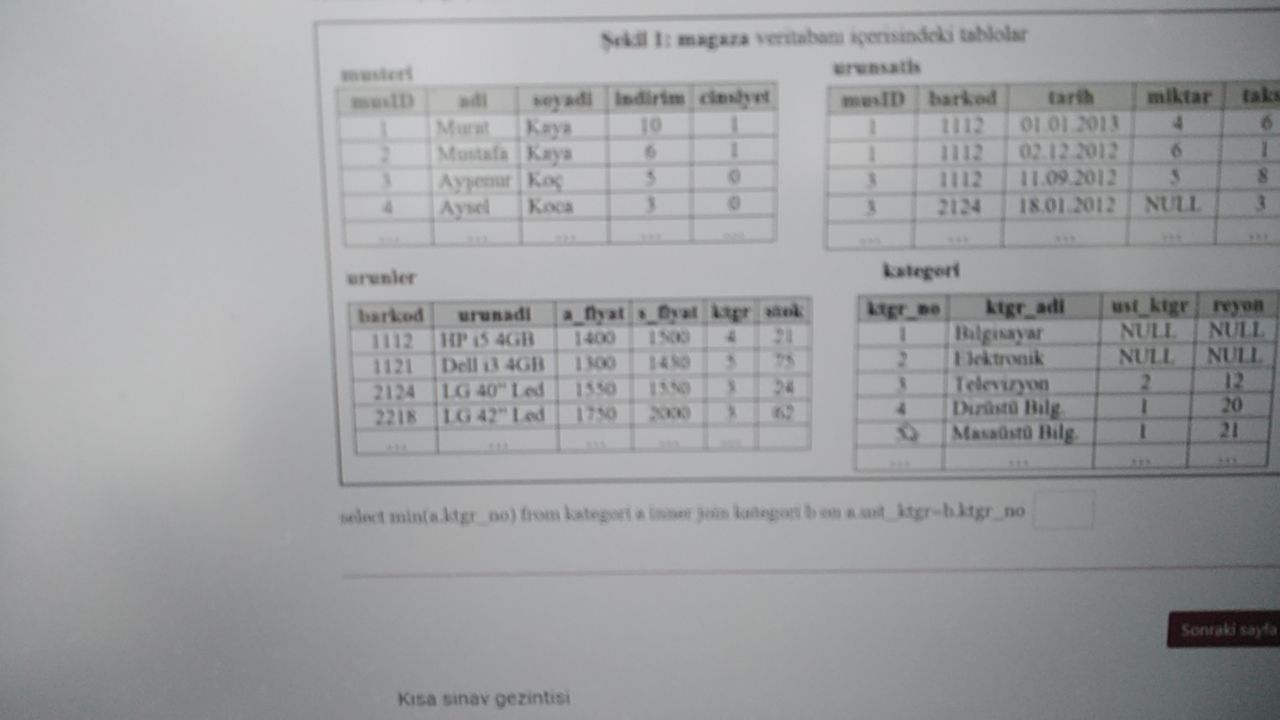 Şekil 1: magaza veritabanı içerisindeki tablolar
musteri
musID adi soyadi indirim cinsiyet
1 Murat Kaya 10 1
2 Mustafa Kaya 6 1
3 Ayşenur Koç 5 0
4 Aysel Koca 3 0
... ... ... ... ...
urunsatis
musID barkod tarih miktar taks
1 1112 01.01.2013 4 6
1 1112 02.12.2012 6 1
3 1112 11.09.2012 5 8
3 2124 18.01.2012 NULL 3
... ... ... ...
urunler
barkod urunadi a_fiyat s_fiyat ktgr stok
1112 HP i5 4GB 1400 1500 4 21
1121 Dell i3 4GB 1300 1450 5 75
2124 LG 40" Led 1550 1550 3 24
2218 LG 42" Led 1750 2000 3 62
... ... ... ... ...
kategori
ktgr_no ktgr_adi ust_ktgr reyon
1 Bilgisayar NULL NULL
2 Elektronik NULL NULL
3 Televizyon 2 12
4 Dizüstü Bilg. 1 20
5 Masaüstü Bilg. 1 21
... ... ... ...
select min(a.ktgr_no) from kategori a inner join kategori b on a.ust_ktgr=b.ktgr_no
Sonraki sayfa
Kısa sınav gezintisi